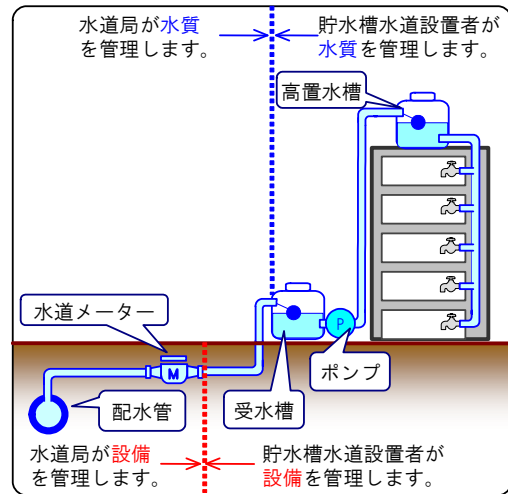 水道局が水質
を管理します。
貯水槽水道設置者が
水質を管理します。
高置水槽
水道メーター
P
ポンプ
M
配水管
受水槽
水道局が設備
を管理します。
貯水槽水道設置者が
設備を管理します。